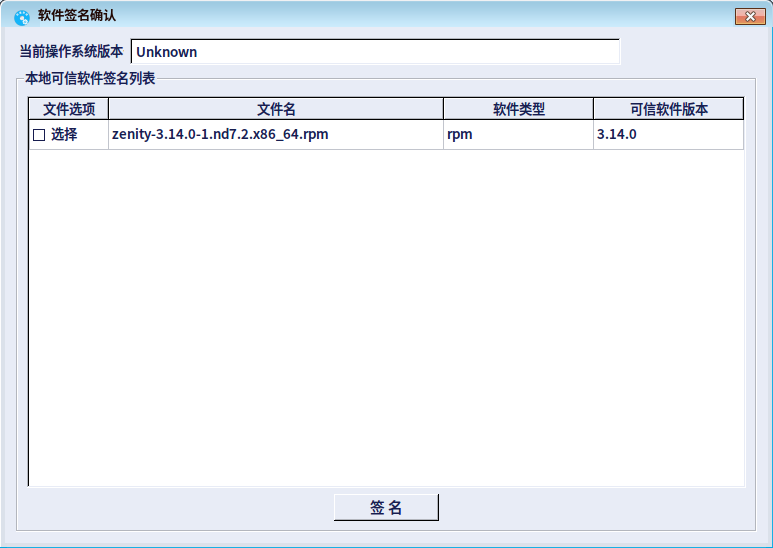 软件签名确认
当前操作系统版本 Unknown
本地可信软件签名列表
文件选项 文件名 软件类型 可信软件版本
选择 zenity-3.14.0-1.nd7.2.x86_64.rpm rpm 3.14.0
签 名